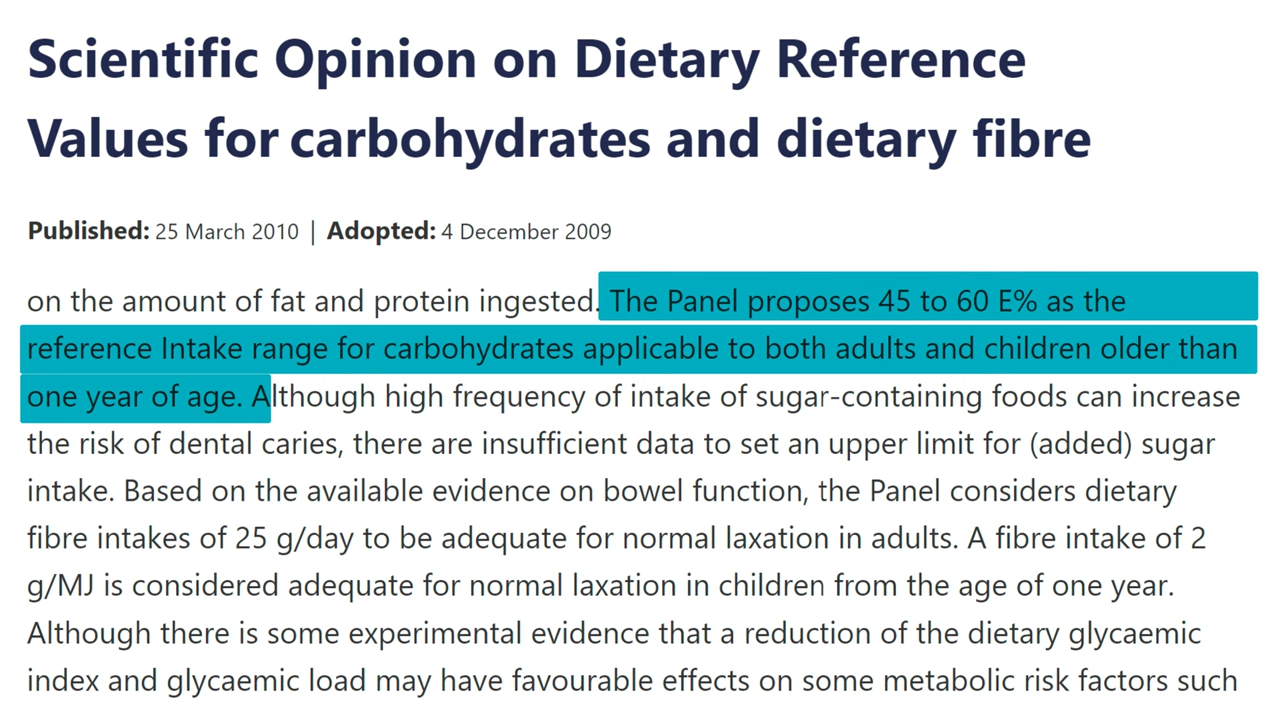 Scientific Opinion on Dietary Reference
Values for carbohydrates and dietary fibre
Published: 25 March 2010 | Adopted: 4 December 2009
on the amount of fat and protein ingested. The Panel proposes 45 to 60 E% as the
reference Intake range for carbohydrates applicable to both adults and children older than
one year of age. Although high frequency of intake of sugar-containing foods can increase
the risk of dental caries, there are insufficient data to set an upper limit for (added) sugar
intake. Based on the available evidence on bowel function, the Panel considers dietary
fibre intakes of 25 g/day to be adequate for normal laxation in adults. A fibre intake of 2
g/MJ is considered adequate for normal laxation in children from the age of one year.
Although there is some experimental evidence that a reduction of the dietary glycaemic
index and glycaemic load may have favourable effects on some metabolic risk factors such